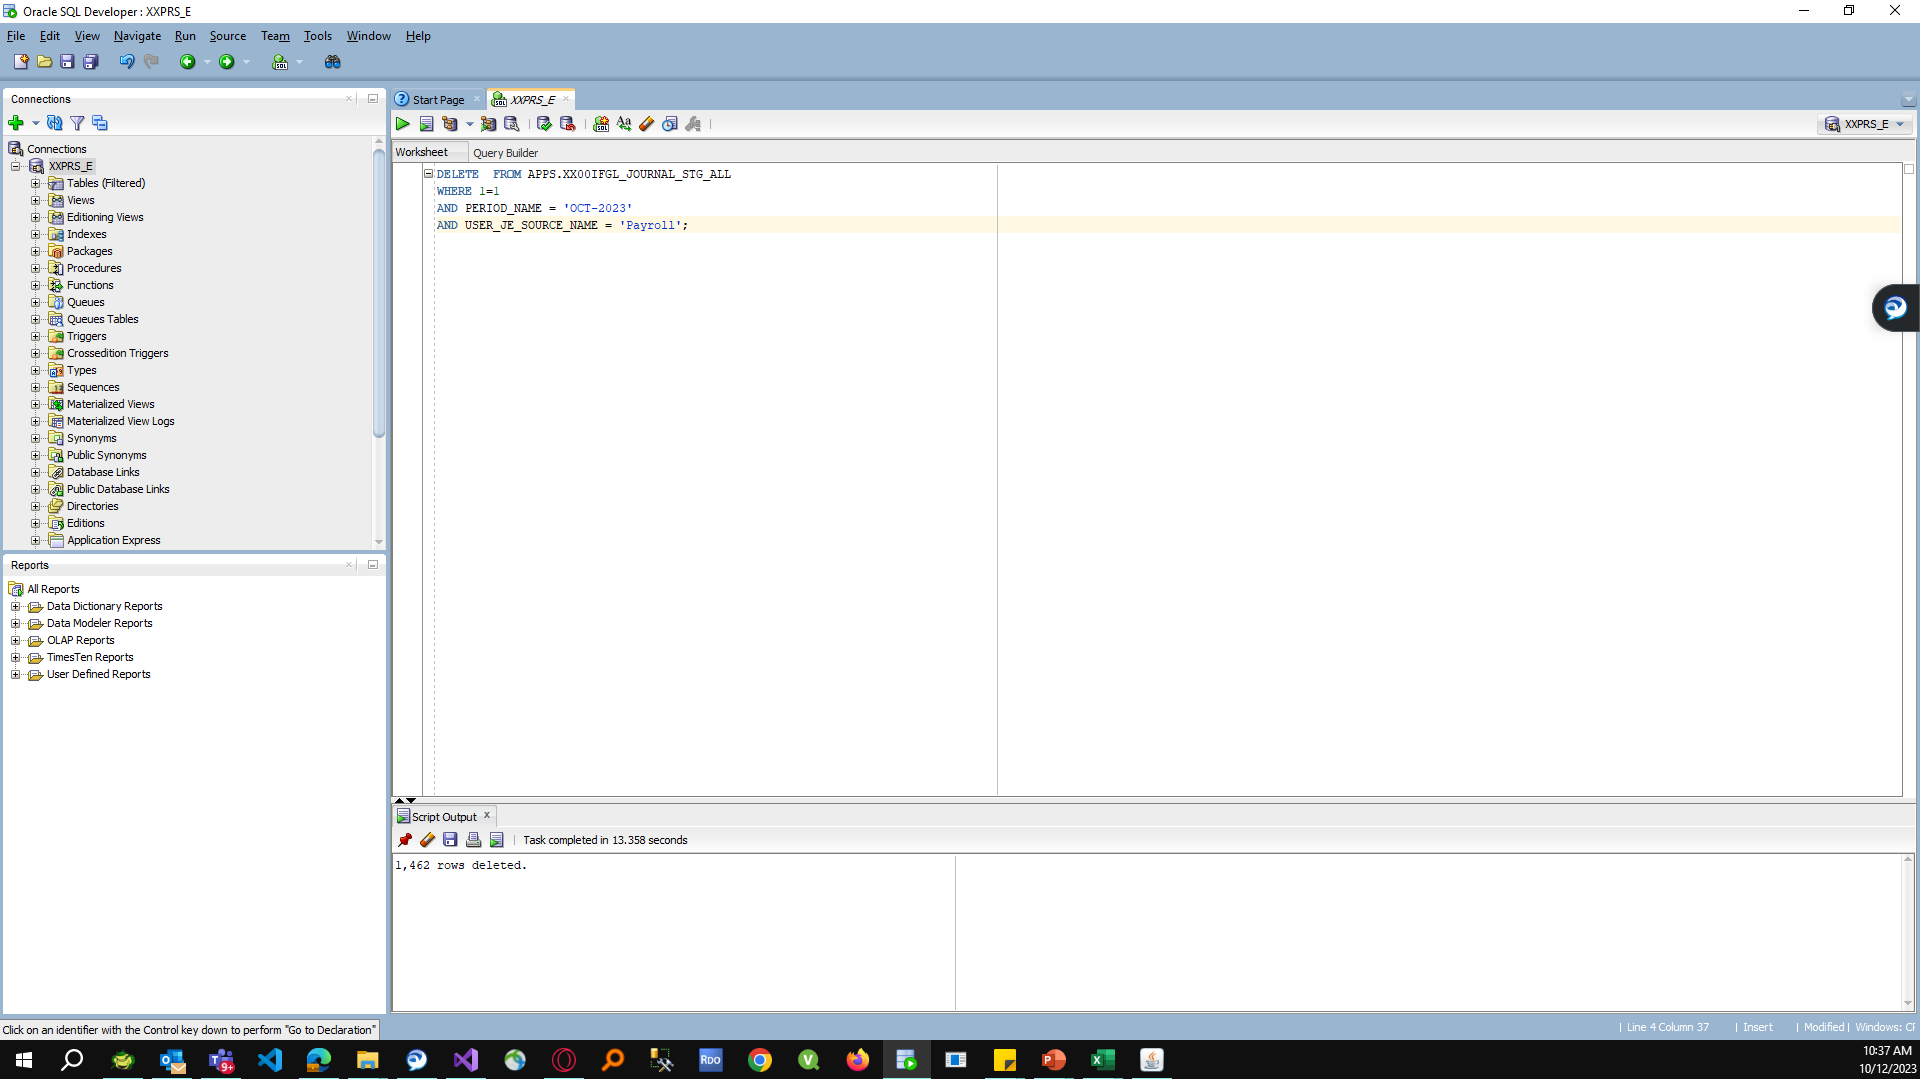 Oracle SQL Developer : XXPRS_E
File Edit View Navigate Run Source Team Tools Window Help
Connections
Connections
XXPRS_E
Tables (Filtered)
Views
Editioning Views
Indexes
Packages
Procedures
Functions
Queues
Queues Tables
Triggers
Crossedition Triggers
Types
Sequences
Materialized Views
Materialized View Logs
Synonyms
Public Synonyms
Database Links
Public Database Links
Directories
Editions
Application Express
Reports
All Reports
Data Dictionary Reports
Data Modeler Reports
OLAP Reports
TimesTen Reports
User Defined Reports
Start Page XXPRS_E
XXPRS_E
Worksheet Query Builder
DELETE  FROM APPS.XX00IFGL_JOURNAL_STG_ALL
WHERE 1=1
AND PERIOD_NAME = 'OCT-2023'
AND USER_JE_SOURCE_NAME = 'Payroll';
Script Output
Task completed in 13.358 seconds
1,462 rows deleted.
Click on an identifier with the Control key down to perform "Go to Declaration"
Line 4 Column 37 Insert Modified Windows: CF
9+
RDO
10:37 AM
10/12/2023